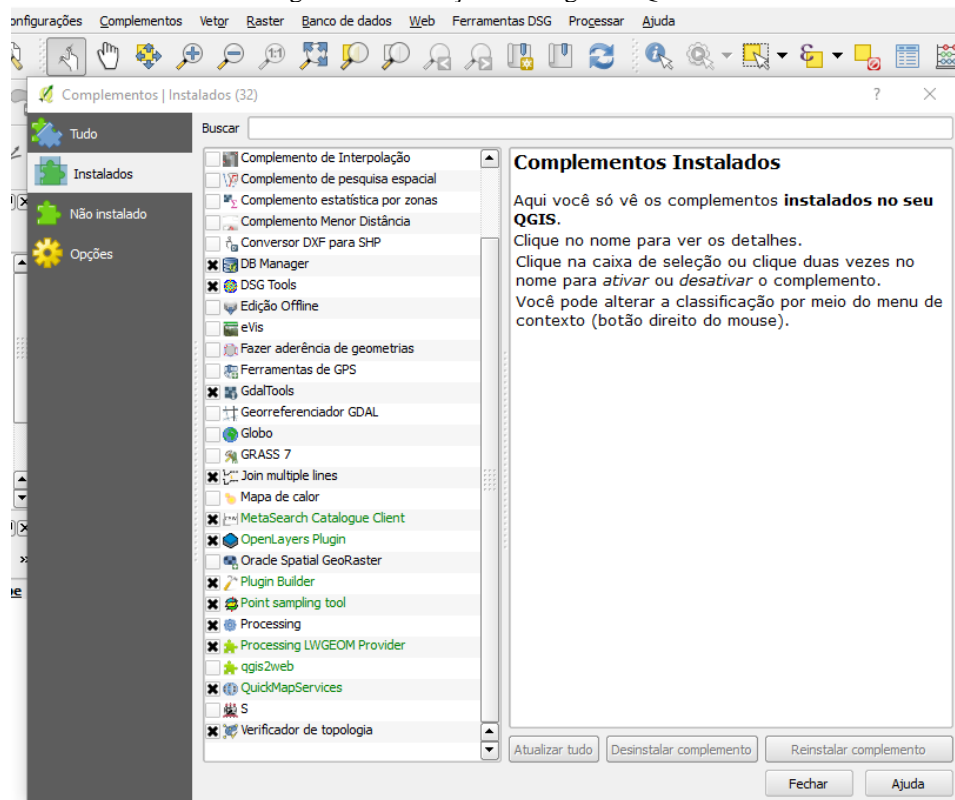 onfigurações Complementos Vetor Raster Banco de dados Web Ferramentas DSG Processar Ajuda
Complementos | Instalados (32)
Tudo
Instalados
Não instalado
Opções
Buscar
Complemento de Interpolação
Complemento de pesquisa espacial
Complemento estatística por zonas
Complemento Menor Distância
Conversor DXF para SHP
DB Manager
DSG Tools
Edição Offline
eVis
Fazer aderência de geometrias
Ferramentas de GPS
GdalTools
Georreferenciador GDAL
Globo
GRASS 7
Join multiple lines
Mapa de calor
MetaSearch Catalogue Client
OpenLayers Plugin
Oracle Spatial GeoRaster
Plugin Builder
Point sampling tool
Processing
Processing LWGEOM Provider
qgis2web
QuickMapServices
S
Verificador de topologia
Complementos Instalados
Aqui você só vê os complementos instalados no seu
QGIS.
Clique no nome para ver os detalhes.
Clique na caixa de seleção ou clique duas vezes no
nome para ativar ou desativar o complemento.
Você pode alterar a classificação por meio do menu de
contexto (botão direito do mouse).
Atualizar tudo Desinstalar complemento Reinstalar complemento
Fechar Ajuda